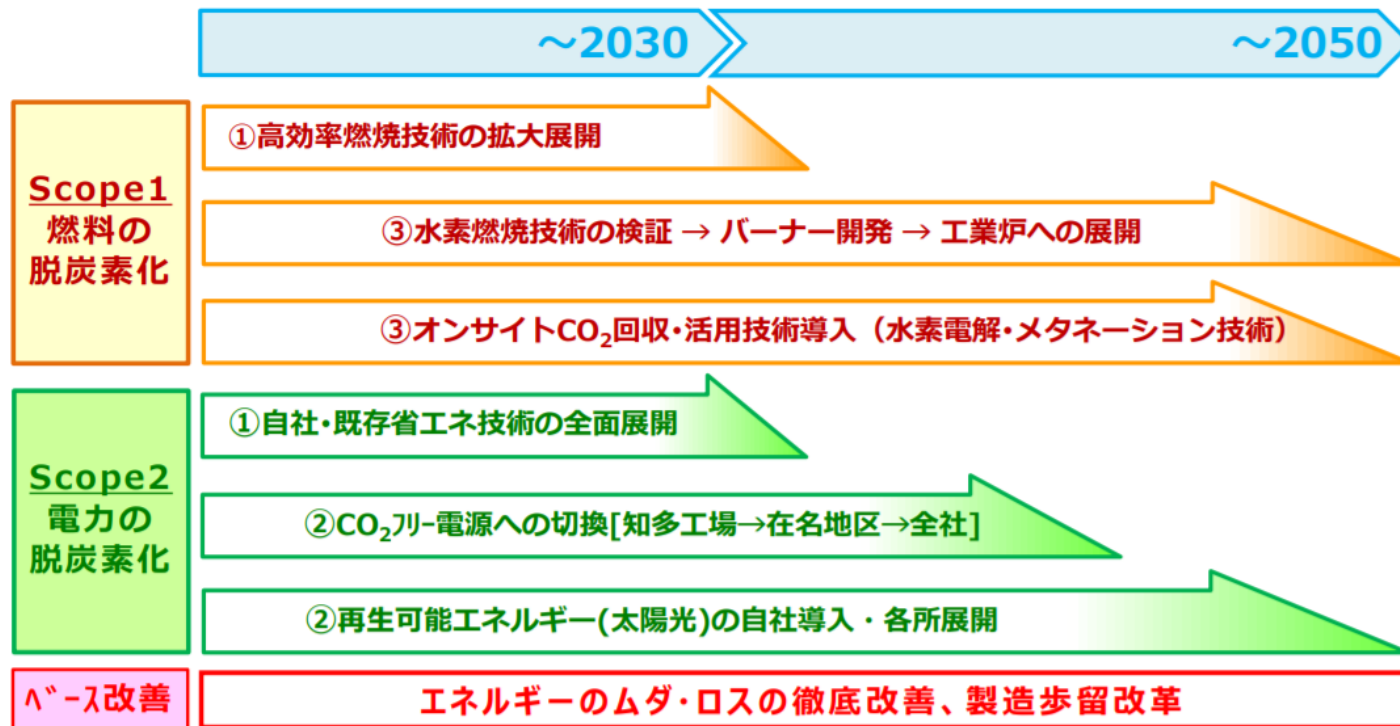 ～2030
～2050
Scope1
燃料の
脱炭素化
①高効率燃焼技術の拡大展開
③水素燃焼技術の検証 → バーナー開発 → 工業炉への展開
③オンサイトCO₂回収・活用技術導入（水素電解・メタネーション技術）
Scope2
電力の
脱炭素化
①自社・既存省エネ技術の全面展開
②CO₂ﾌﾘｰ電源への切換[知多工場→在名地区→全社]
②再生可能エネルギー(太陽光)の自社導入・各所展開
ﾍﾞｰｽ改善
エネルギーのムダ・ロスの徹底改善、製造歩留改革